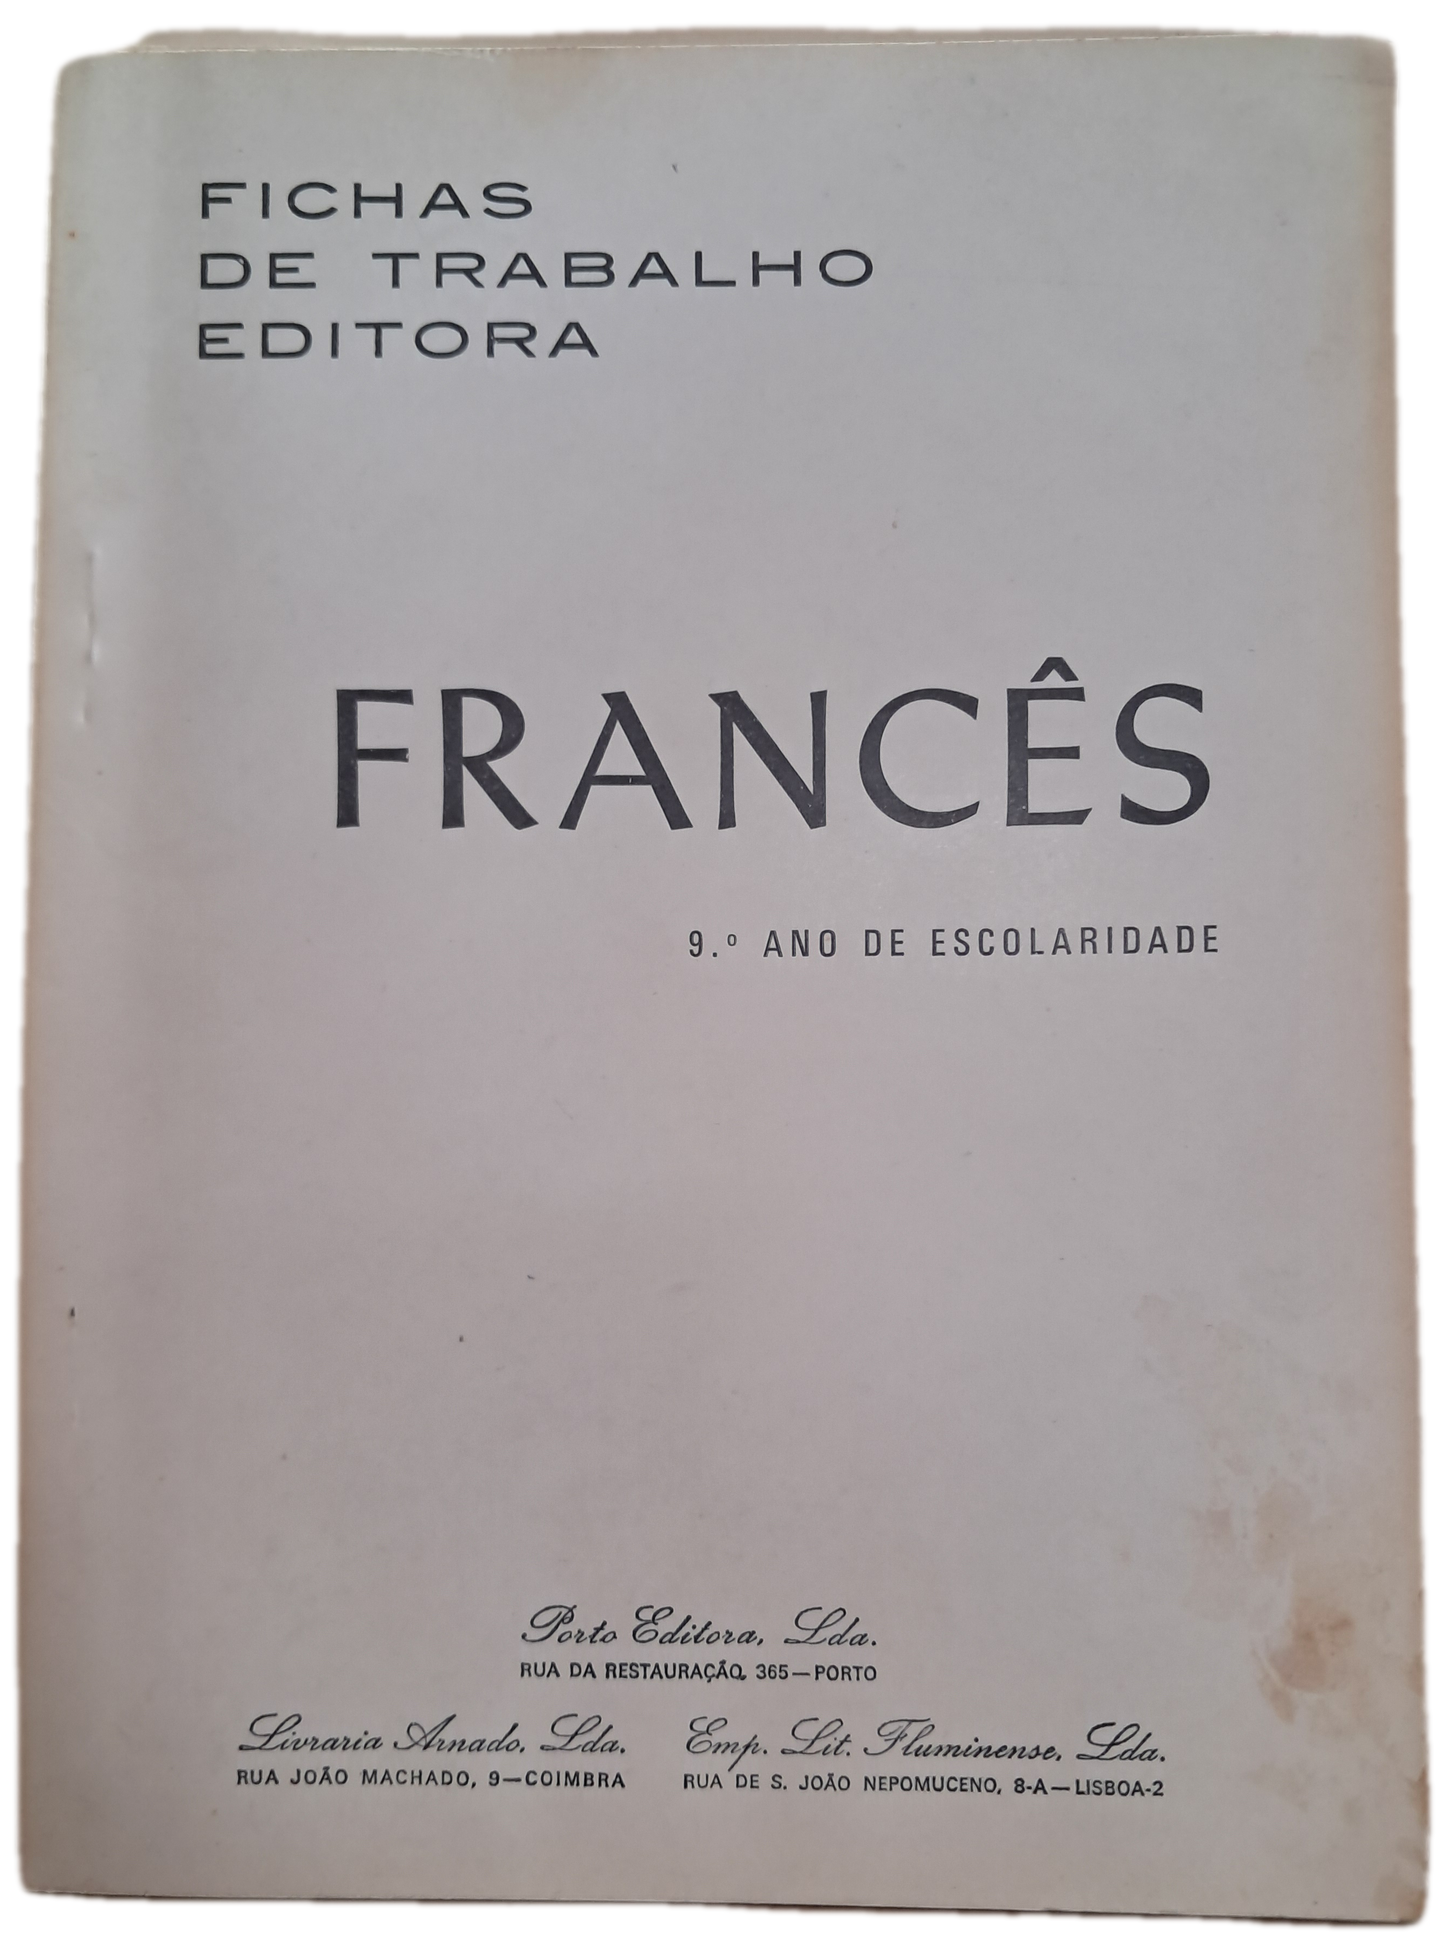 FICHAS
DE TRABALHO
EDITORA
FRANCÊS
9.º ANO DE ESCOLARIDADE
Porto Editora, Lda.
RUA DA RESTAURAÇÃO, 365—PORTO
Livraria Arnado, Lda.
RUA JOÃO MACHADO, 9—COIMBRA
Emp. Lit. Fluminense, Lda.
RUA DE S. JOÃO NEPOMUCENO, 8-A—LISBOA-2